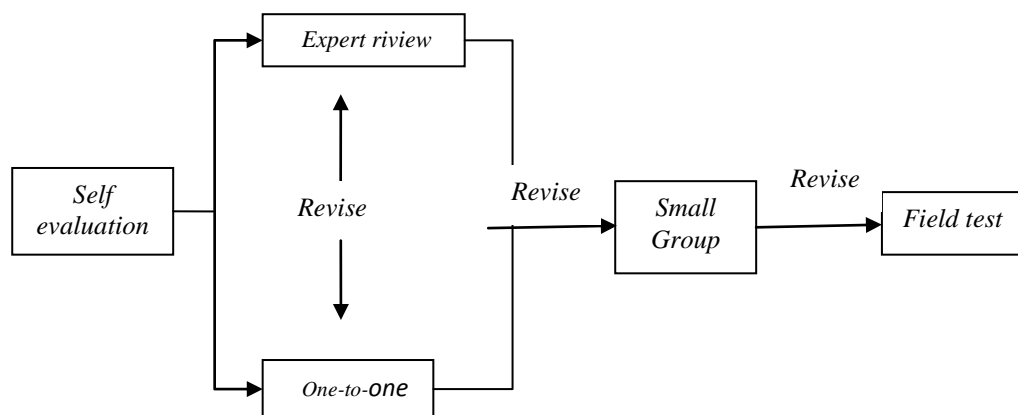 Expert riview
Self
evaluation
Revise
One-to-one
Revise
Small
Group
Revise
Field test